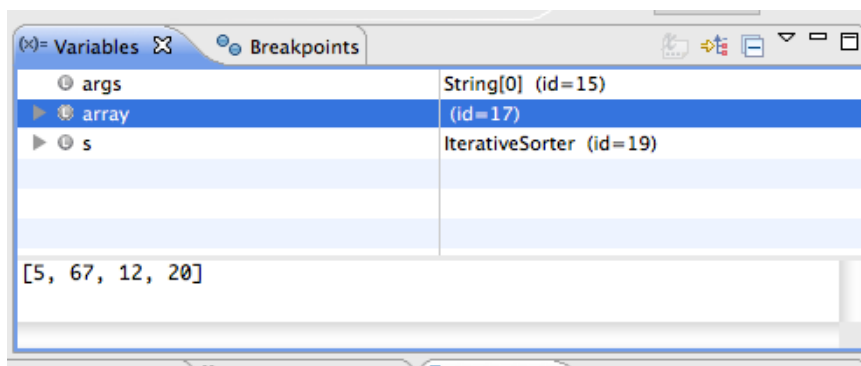 (x)= Variables Breakpoints
args String[0] (id=15)
array (id=17)
s IterativeSorter (id=19)
[5, 67, 12, 20]